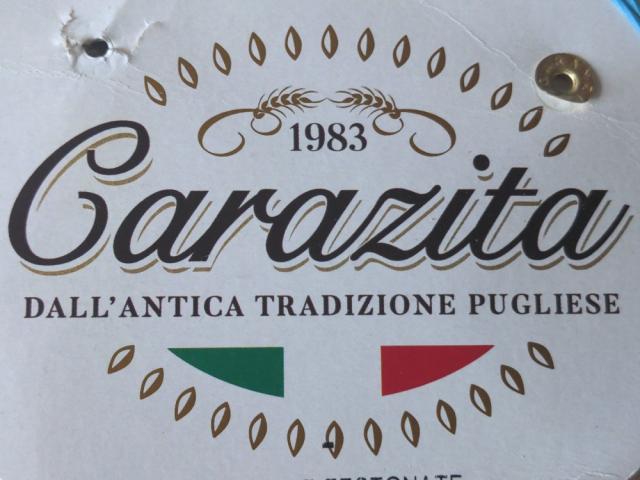 1983
Carazita
DALL'ANTICA TRADIZIONE PUGLIESE